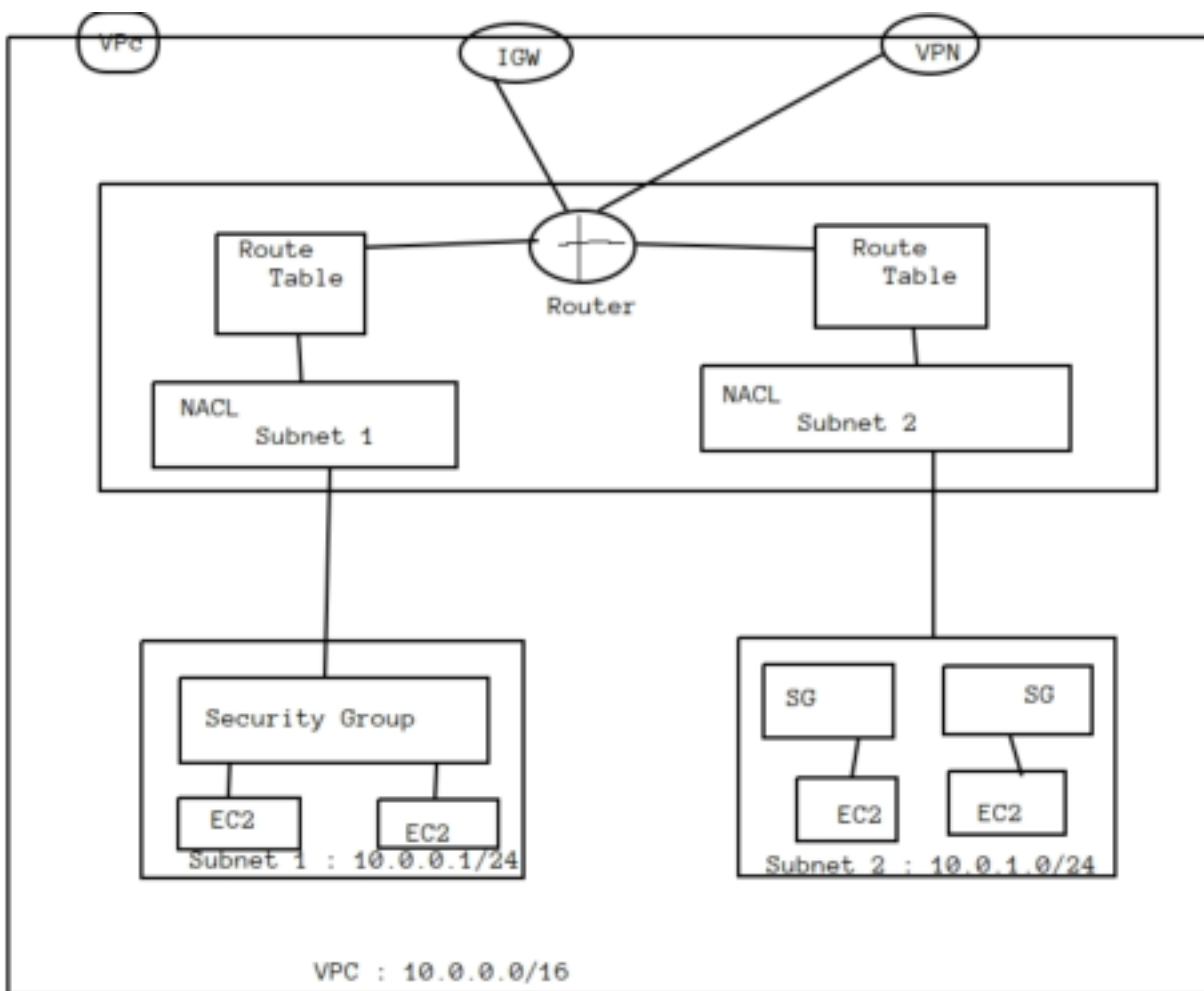 VPc
IGW
VPN
Route
Table
Router
Route
Table
NACL
Subnet 1
NACL
Subnet 2
Security Group
EC2
EC2
Subnet 1 : 10.0.0.1/24
SG
SG
EC2
EC2
Subnet 2 : 10.0.1.0/24
VPC : 10.0.0.0/16